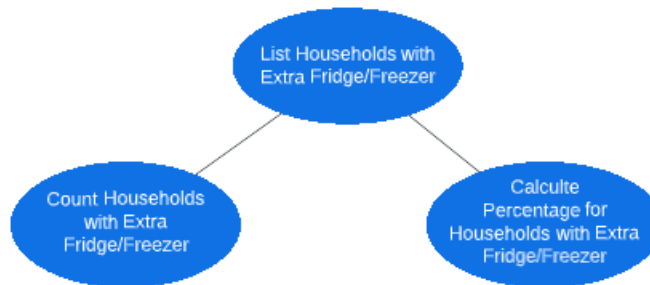 List Households with
Extra Fridge/Freezer
Count Households
with Extra
Fridge/Freezer
Calculte
Percentage for
Households with Extra
Fridge/Freezer